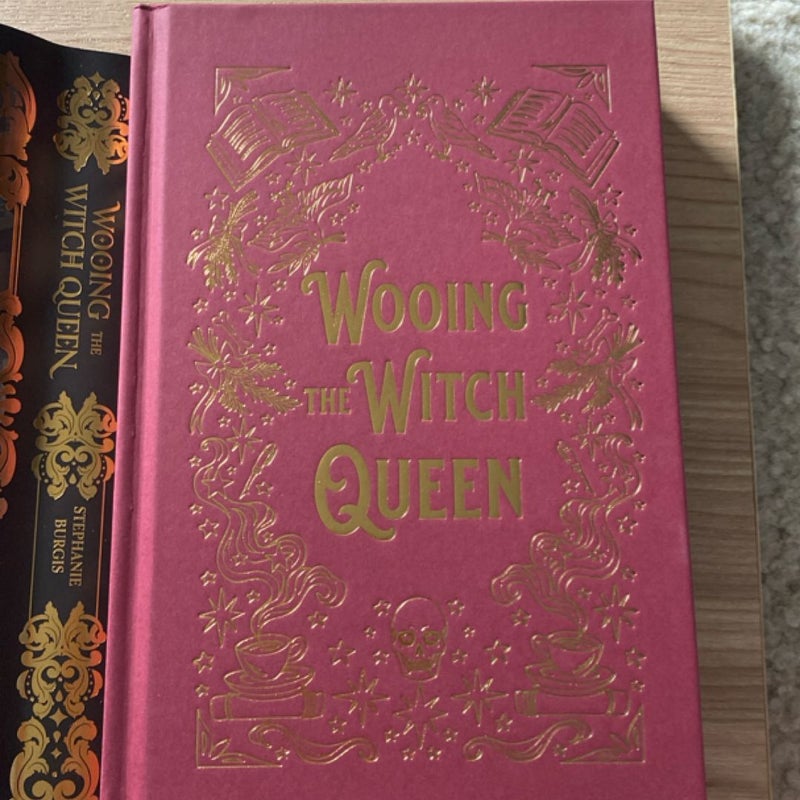 WOOING THE
WITCH QUEEN
STEPHANIE
BURGIS
WOOING
THE WITCH
QUEEN